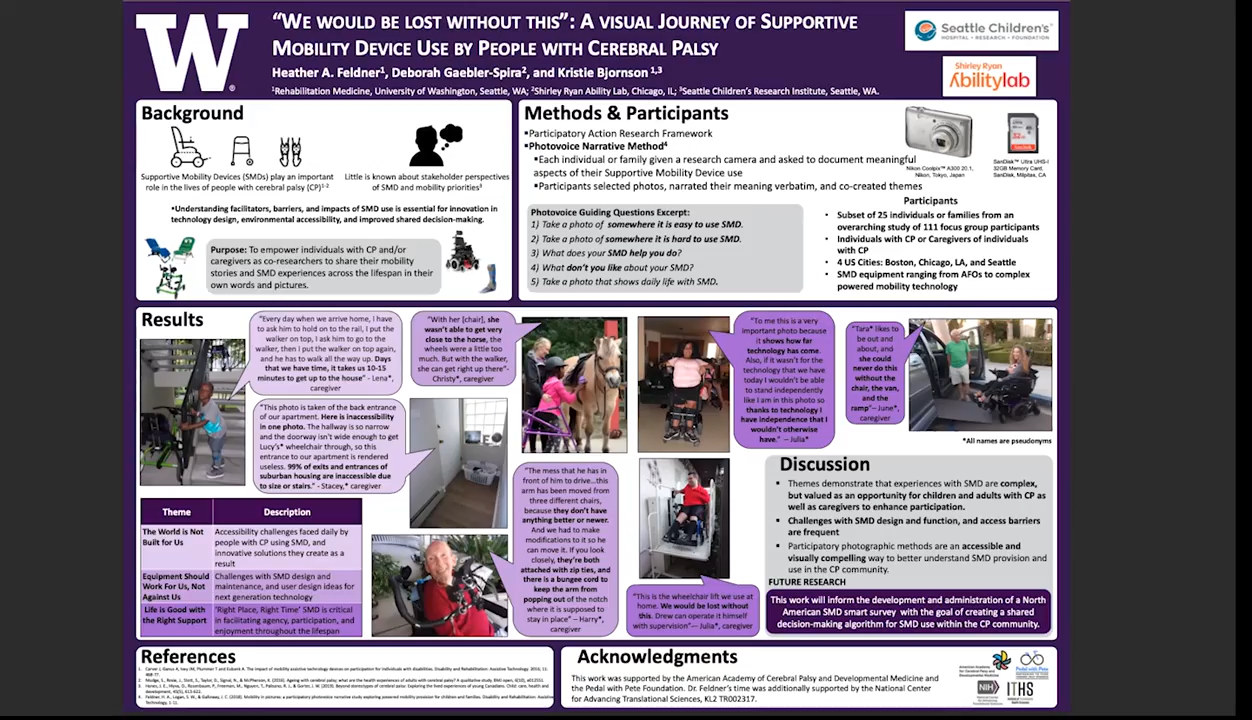 W
®
"WE WOULD BE LOST WITHOUT THIS": A VISUAL JOURNEY OF SUPPORTIVE
MOBILITY DEVICE USE BY PEOPLE WITH CEREBRAL PALSY
Heather A. Feldner¹, Deborah Gaebler-Spira², and Kristie Bjornson ¹,³
¹Rehabilitation Medicine, University of Washington, Seattle, WA; ²Shirley Ryan Ability Lab, Chicago, IL; ³Seattle Children's Research Institute, Seattle, WA.
Seattle Children's
HOSPITAL • RESEARCH • FOUNDATION
Shirley Ryan
Abilitylab
Background
Supportive Mobility Devices (SMDs) play an important
role in the lives of people with cerebral palsy (CP)¹⁻²
Little is known about stakeholder perspectives
of SMD and mobility priorities³
▪Understanding facilitators, barriers, and impacts of SMD use is essential for innovation in
technology design, environmental accessibility, and improved shared decision-making.
Purpose: To empower individuals with CP and/or
caregivers as co-researchers to share their mobility
stories and SMD experiences across the lifespan in their
own words and pictures.
Methods & Participants
▪Participatory Action Research Framework
▪Photovoice Narrative Method⁴
▪Each individual or family given a research camera and asked to document meaningful
aspects of their Supportive Mobility Device use
▪Participants selected photos, narrated their meaning verbatim, and co-created themes
Nikon Coolpix™ A300 20.1,
Nikon, Tokyo, Japan
SanDisk™ Ultra UHS-I
32GB Memory Card,
SanDisk, Milpitas, CA
Photovoice Guiding Questions Excerpt:
1) Take a photo of somewhere it is easy to use SMD.
2) Take a photo of somewhere it is hard to use SMD.
3) What does your SMD help you do?
4) What don't you like about your SMD?
5) Take a photo that shows daily life with SMD.
Participants
• Subset of 25 individuals or families from an
overarching study of 111 focus group participants
• Individuals with CP or Caregivers of individuals
with CP
• 4 US Cities: Boston, Chicago, LA, and Seattle
• SMD equipment ranging from AFOs to complex
powered mobility technology
Results
"Every day when we arrive home, I have
to ask him to hold on to the rail, I put the
walker on top, I ask him to go to the
walker, then I put the walker on top again,
and he has to walk all the way up. Days
that we have time, it takes us 10-15
minutes to get up to the house" - Lena*,
caregiver
"This photo is taken of the back entrance
of our apartment. Here is inaccessibility
in one photo. The hallway is so narrow
and the doorway isn't wide enough to get
Lucy's* wheelchair through, so this
entrance to our apartment is rendered
useless. 99% of exits and entrances of
suburban housing are inaccessible due
to size or stairs." - Stacey,* caregiver
"With her [chair], she
wasn't able to get very
close to the horse, the
wheels were a little too
much. But with the walker,
she can get right up there"-
Christy*, caregiver
"To me this is a very
important photo because
it shows how far
technology has come.
Also, if it wasn't for the
technology that we have
today I wouldn't be able
to stand independently
like I am in this photo so
thanks to technology I
have independence that I
wouldn't otherwise
have." – Julia*
"Tara* likes to
be out and
about, and
she could
never do this
without the
chair, the van,
and the
ramp"– June*,
caregiver
*All names are pseudonyms
"The mess that he has in
front of him to drive...this
arm has been moved from
three different chairs,
because they don't have
anything better or newer.
And we had to make
modifications to it so he
can move it. If you look
closely, they're both
attached with zip ties, and
there is a bungee cord to
keep the arm from
popping out of the notch
where it is supposed to
stay in place" – Harry*,
caregiver
"This is the wheelchair lift we use at
home. We would be lost without
this. Drew can operate it himself
with supervision"— Julia*, caregiver
Theme Description
The World is Not Built for Us Accessibility challenges faced daily by
people with CP using SMD, and
innovative solutions they create as a
result
Equipment Should Work For Us, Not Against Us Challenges with SMD design and
maintenance, and user design ideas for
next generation technology
Life is Good with the Right Support 'Right Place, Right Time' SMD is critical
in facilitating agency, participation, and
enjoyment throughout the lifespan
Discussion
• Themes demonstrate that experiences with SMD are complex,
but valued as an opportunity for children and adults with CP as
well as caregivers to enhance participation.
• Challenges with SMD design and function, and access barriers
are frequent
• Participatory photographic methods are an accessible and
visually compelling way to better understand SMD provision and
use in the CP community.
FUTURE RESEARCH
This work will inform the development and administration of a North
American SMD smart survey with the goal of creating a shared
decision-making algorithm for SMD use within the CP community.
References
Acknowledgments
This work was supported by the American Academy of Cerebral Palsy and Developmental Medicine and
the Pedal with Pete Foundation. Dr. Feldner's time was additionally supported by the National Center
for Advancing Translational Sciences, KL2 TR002317.
NIH
ITHS